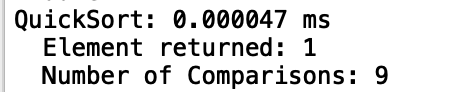 QuickSort: 0.000047 ms
Element returned: 1
Number of Comparisons: 9